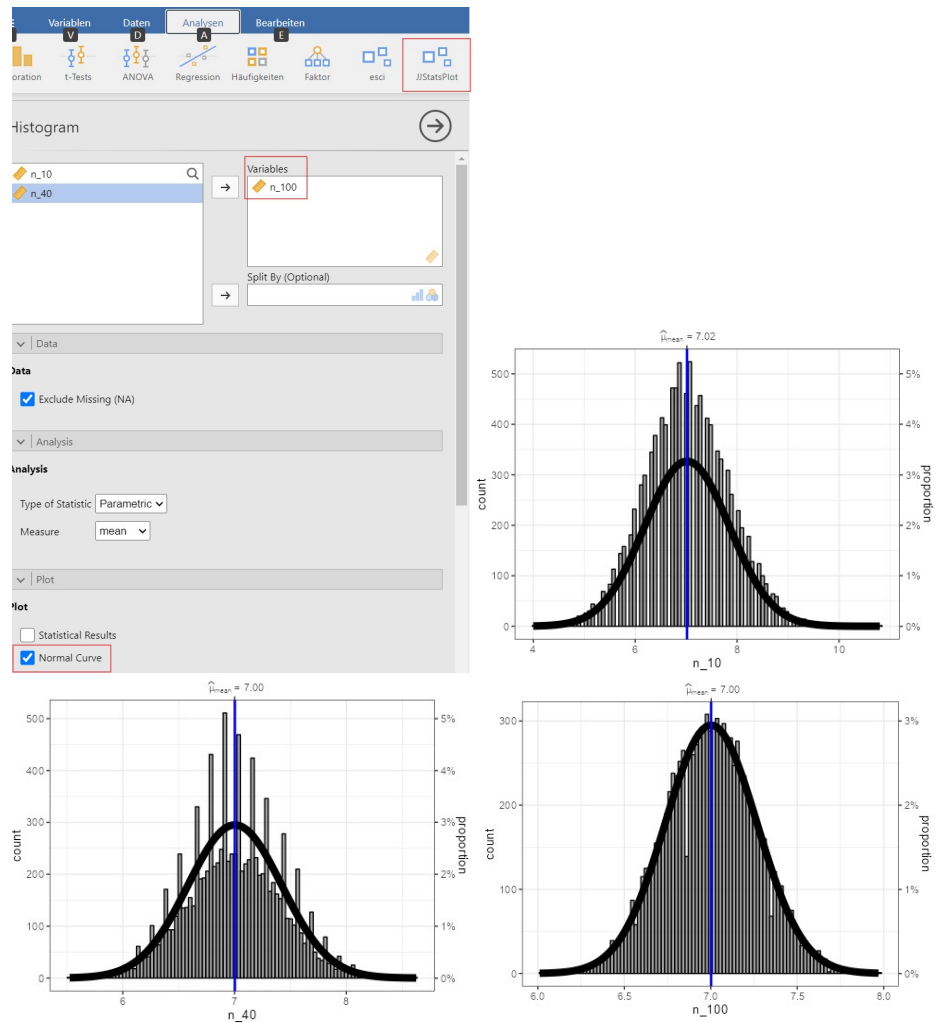 Variablen Daten Analysen Bearbeiten
V D A E
oration t-Tests ANOVA Regression Häufigkeiten Faktor esci JJStatsPlot
Histogram
n_10
n_40
Variables
n_100
Split By (Optional)
Data
Data
Exclude Missing (NA)
Analysis
Analysis
Type of Statistic Parametric
Measure mean
Plot
Plot
Statistical Results
Normal Curve
μ̂mean = 7.02
500 5%
400 4%
300 3%
200 2%
100 1%
0 0%
count
proportion
4 6 8 10
n_10
μ̂mean = 7.00
500 5%
400 4%
300 3%
200 2%
100 1%
0 0%
count
proportion
6 7 8
n_40
μ̂mean = 7.00
300 3%
200 2%
100 1%
0 0%
count
proportion
6.0 6.5 7.0 7.5 8.0
n_100